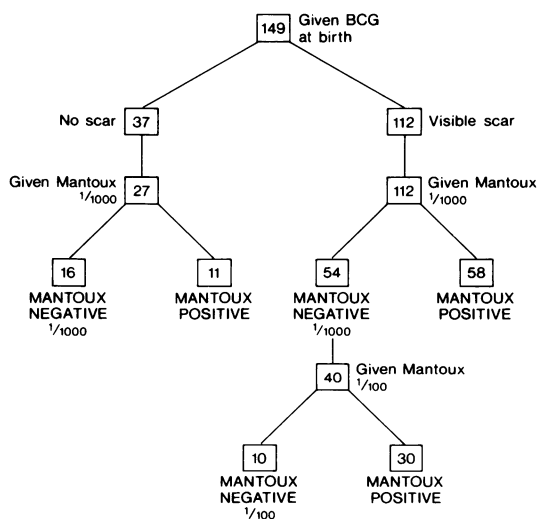 149 Given BCG
at birth
No scar 37
112 Visible scar
Given Mantoux
1/1000
27
112 Given Mantoux
1/1000
16
11
54
58
MANTOUX
NEGATIVE
1/1000
MANTOUX
POSITIVE
MANTOUX
NEGATIVE
1/1000
MANTOUX
POSITIVE
40 Given Mantoux
1/100
10
30
MANTOUX
NEGATIVE
1/100
MANTOUX
POSITIVE